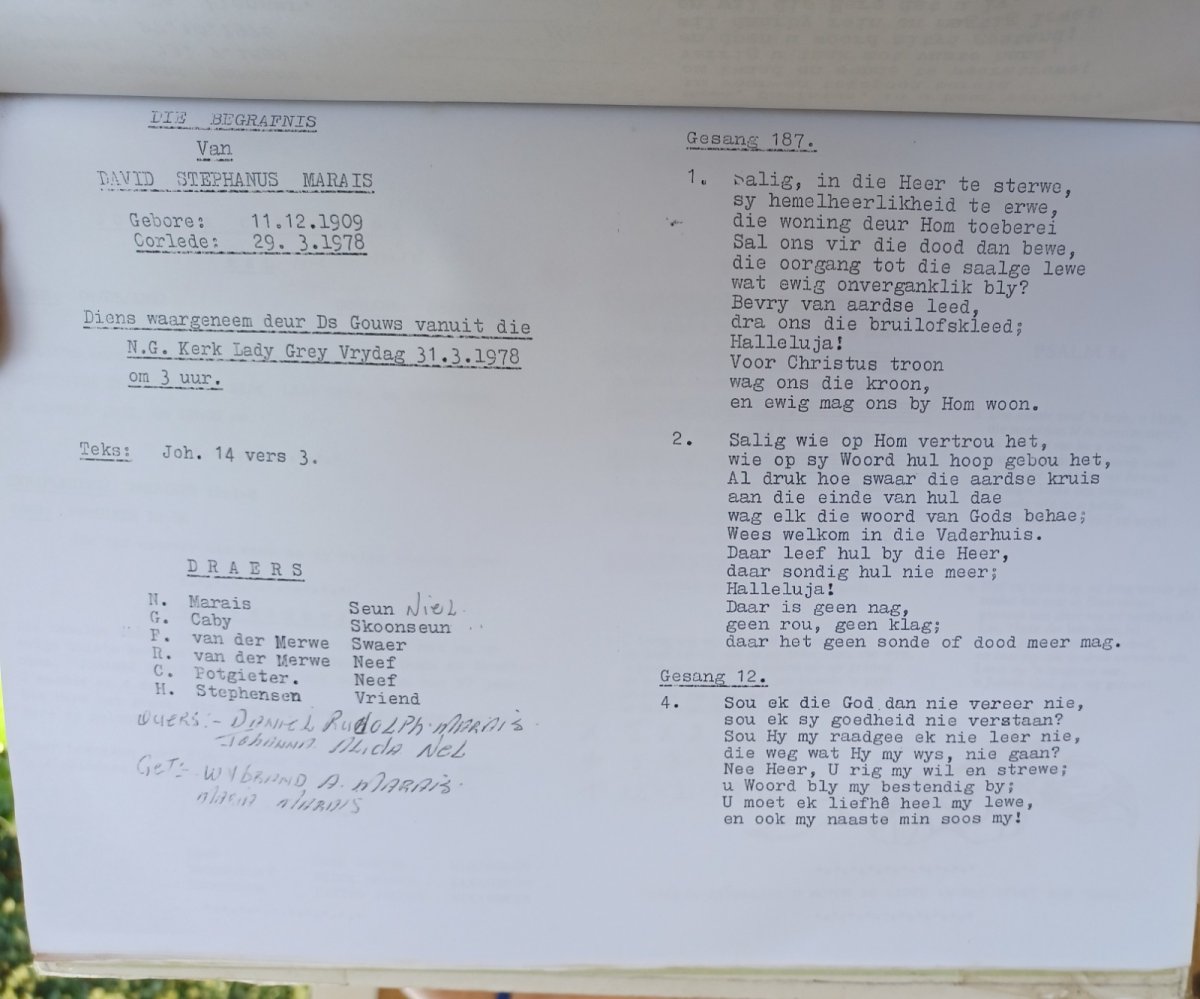 DIE BEGRAFNIS
Van
DAVID STEPHANUS MARAIS
Gebore: 11.12.1909
Oorlede: 29. 3.1978
Diens waargeneem deur Ds Gouws vanuit die
N.G. Kerk Lady Grey Vrydag 31.3.1978
om 3 uur.
Teks: Joh. 14 vers 3.
DRAERS
N. Marais Seun Niel.
G. Caby Skoonseun
P. van der Merwe Swaer
R. van der Merwe Neef
C. Potgieter. Neef
H. Stephensen Vriend
OUERS:- DANIEL RUdOLPh. MARAIS.
JOhANNA ALIdA NEL
GET:- WYbRAND A. MARAIS.
MARIA MARAIS
Gesang 187.
1. Salig, in die Heer te sterwe,
sy hemelheerlikheid te erwe,
die woning deur Hom toeberei
Sal ons vir die dood dan bewe,
die oorgang tot die saalge lewe
wat ewig onverganklik bly?
Bevry van aardse leed,
dra ons die bruilofskleed;
Halleluja!
Voor Christus troon
wag ons die kroon,
en ewig mag ons by Hom woon.
2. Salig wie op Hom vertrou het,
wie op sy Woord hul hoop gebou het,
Al druk hoe swaar die aardse kruis
aan die einde van hul dae
wag elk die woord van Gods behae;
Wees welkom in die Vaderhuis.
Daar leef hul by die Heer,
daar sondig hul nie meer;
Halleluja!
Daar is geen nag,
geen rou, geen klag;
daar het geen sonde of dood meer mag.
Gesang 12.
4. Sou ek die God dan nie vereer nie,
sou ek sy goedheid nie verstaan?
Sou Hy my raadgee ek nie leer nie,
die weg wat Hy my wys, nie gaan?
Nee Heer, U rig my wil en strewe;
u Woord bly my bestendig by;
U moet ek liefhê heel my lewe,
en ook my naaste min soos my!